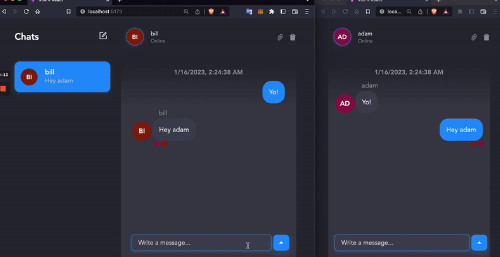 localhost:5173
loca...
Chats
BI
bill
Hey adam
BI
bill
Online
1/16/2023, 2:24:38 AM
Yo!
bill
BI
Hey adam
Write a message...
AD
adam
Online
1/16/2023, 2:24:38 AM
adam
AD
Yo!
Hey adam
Write a message...